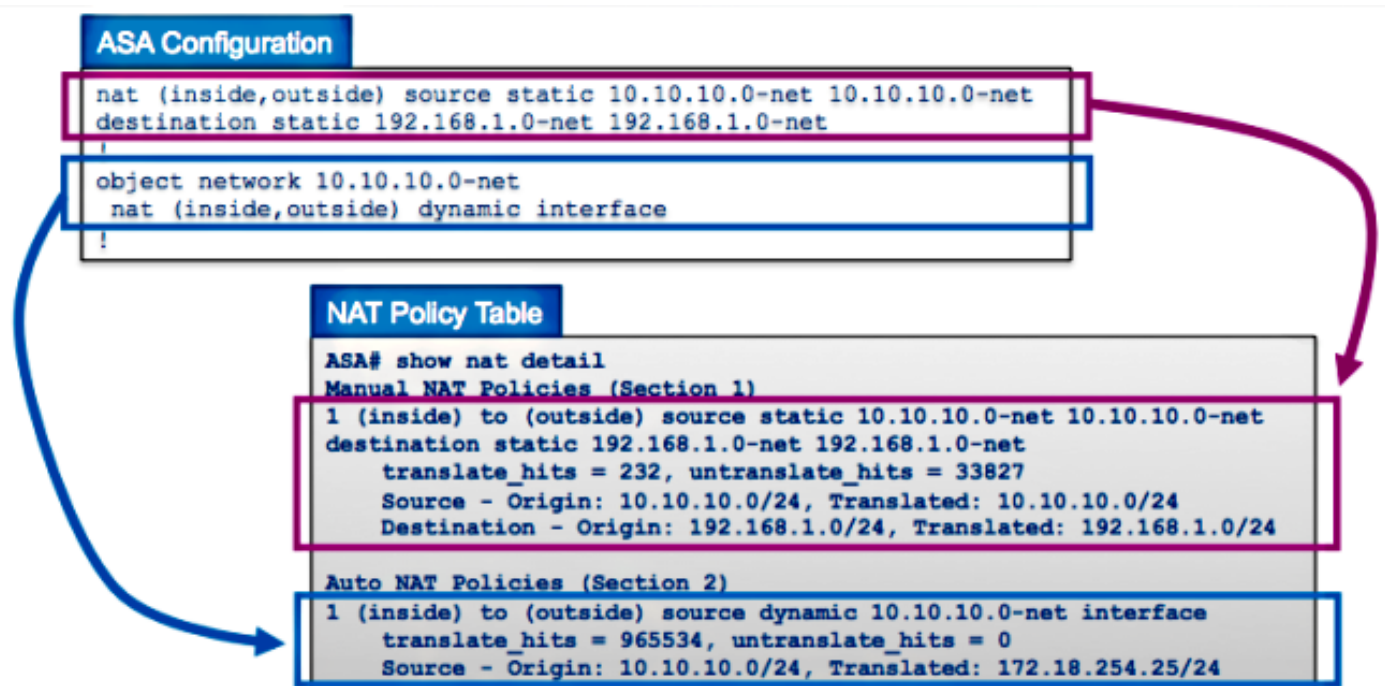 ASA Configuration
nat (inside,outside) source static 10.10.10.0-net 10.10.10.0-net
destination static 192.168.1.0-net 192.168.1.0-net
!
object network 10.10.10.0-net
 nat (inside,outside) dynamic interface
!
NAT Policy Table
ASA# show nat detail
Manual NAT Policies (Section 1)
1 (inside) to (outside) source static 10.10.10.0-net 10.10.10.0-net
destination static 192.168.1.0-net 192.168.1.0-net
    translate_hits = 232, untranslate_hits = 33827
    Source - Origin: 10.10.10.0/24, Translated: 10.10.10.0/24
    Destination - Origin: 192.168.1.0/24, Translated: 192.168.1.0/24
Auto NAT Policies (Section 2)
1 (inside) to (outside) source dynamic 10.10.10.0-net interface
    translate_hits = 965534, untranslate_hits = 0
    Source - Origin: 10.10.10.0/24, Translated: 172.18.254.25/24